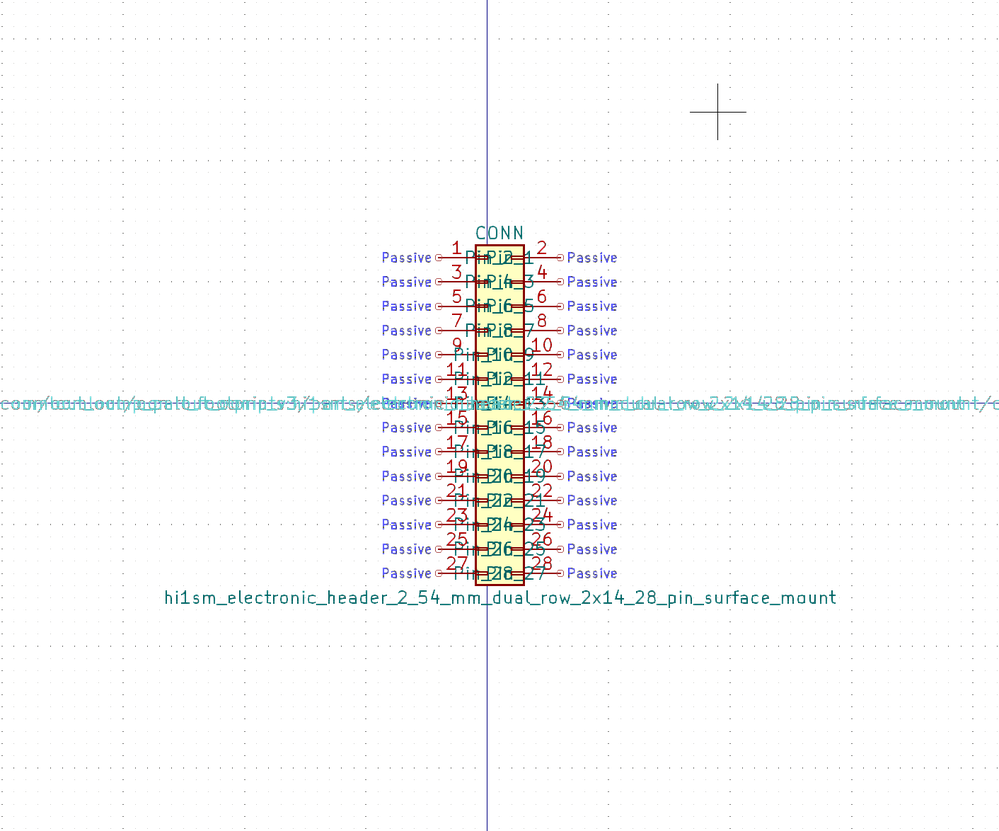 CONN
Passive 1 Pin_2 Pin_1 2 Passive
Passive 3 Pin_4 Pin_3 4 Passive
Passive 5 Pin_6 Pin_5 6 Passive
Passive 7 Pin_8 Pin_7 8 Passive
Passive 9 Pin_10 Pin_9 10 Passive
Passive 11 Pin_12 Pin_11 12 Passive
Passive 13 14 Passive
Passive 15 Pin_16 Pin_15 16 Passive
Passive 17 Pin_18 Pin_17 18 Passive
Passive 19 Pin_20 Pin_19 20 Passive
Passive 21 Pin_22 Pin_21 22 Passive
Passive 23 Pin_24 Pin_23 24 Passive
Passive 25 Pin_26 Pin_25 26 Passive
Passive 27 Pin_28 Pin_27 28 Passive
hi1sm_electronic_header_2_54_mm_dual_row_2x14_28_pin_surface_mount